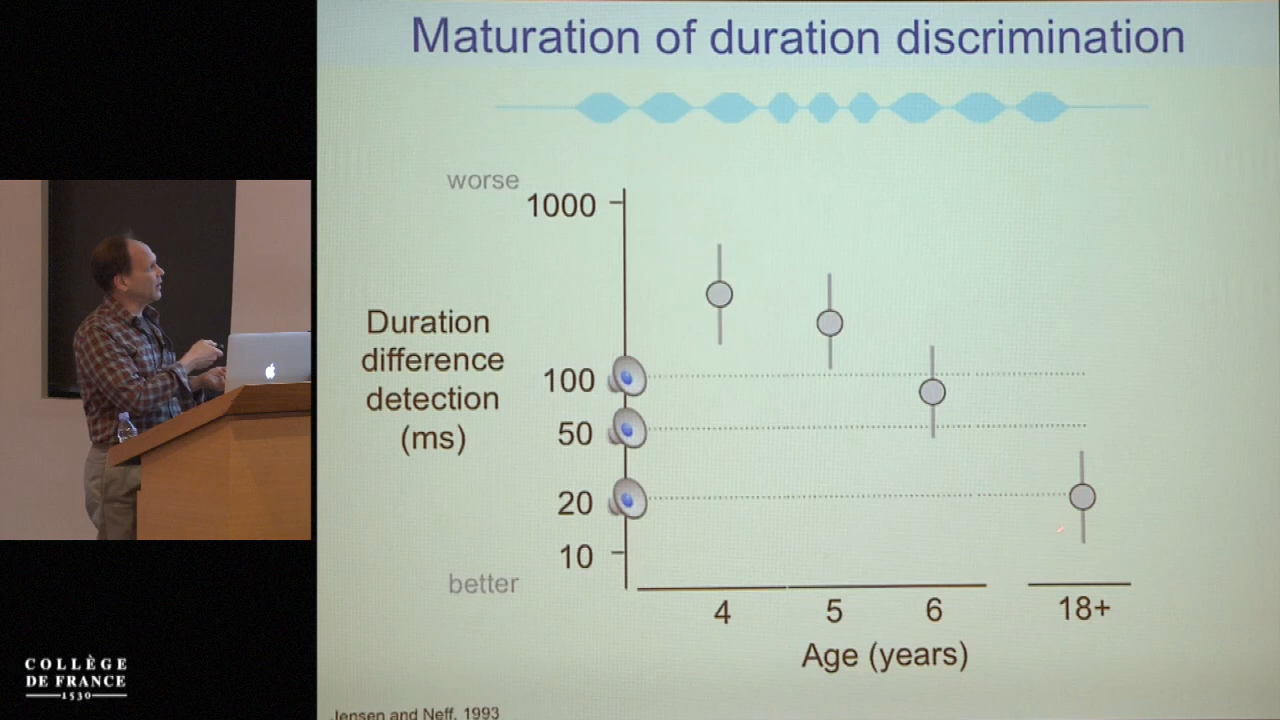 Maturation of duration discrimination
worse
1000
Duration
difference
detection
(ms)
100
50
20
10
better
4
5
6
18+
Age (years)
Jensen and Neff, 1993
COLLÈGE
DE FRANCE
1530